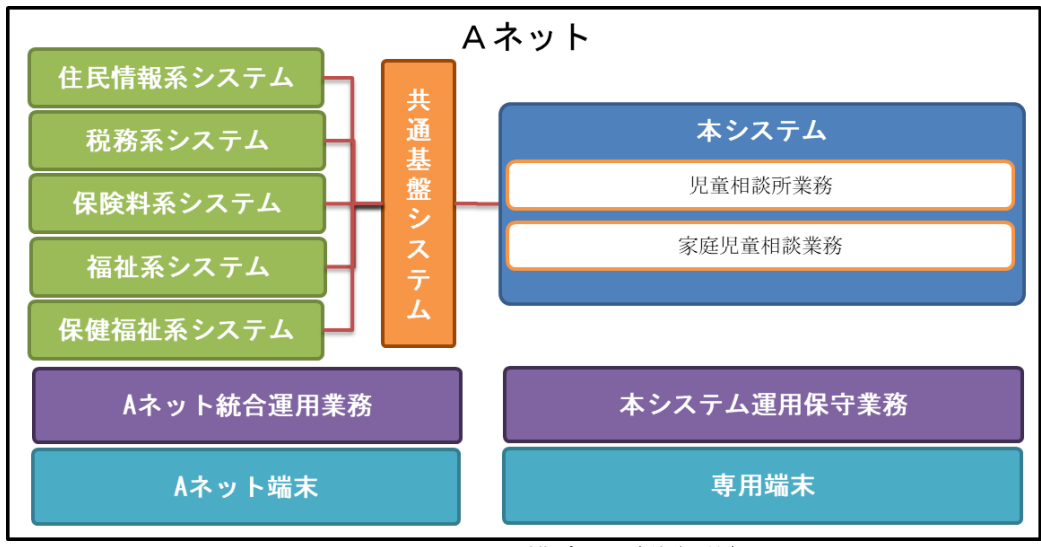 Aネット
住民情報系システム
税務系システム
保険料系システム
福祉系システム
保健福祉系システム
共通基盤システム
本システム
児童相談所業務
家庭児童相談業務
Aネット統合運用業務
本システム運用保守業務
Aネット端末
専用端末